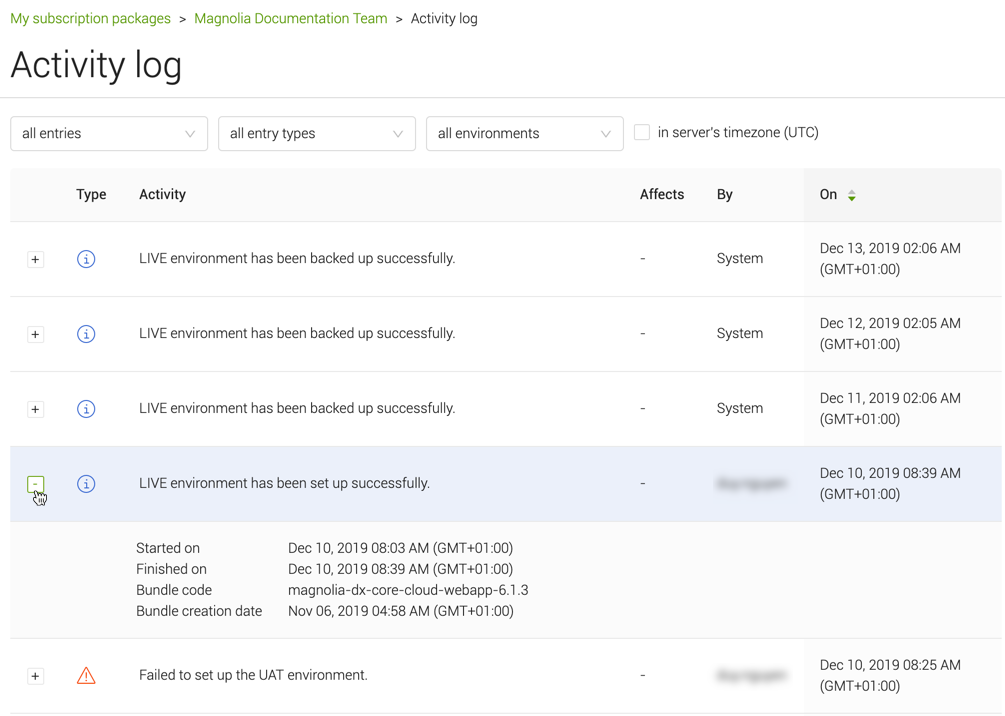 My subscription packages > Magnolia Documentation Team > Activity log
Activity log
all entries all entry types all environments in server's timezone (UTC)
Type Activity Affects By On
+ LIVE environment has been backed up successfully. - System Dec 13, 2019 02:06 AM
(GMT+01:00)
+ LIVE environment has been backed up successfully. - System Dec 12, 2019 02:05 AM
(GMT+01:00)
+ LIVE environment has been backed up successfully. - System Dec 11, 2019 02:06 AM
(GMT+01:00)
- LIVE environment has been set up successfully. - Dec 10, 2019 08:39 AM
(GMT+01:00)
Started on Dec 10, 2019 08:03 AM (GMT+01:00)
Finished on Dec 10, 2019 08:39 AM (GMT+01:00)
Bundle code magnolia-dx-core-cloud-webapp-6.1.3
Bundle creation date Nov 06, 2019 04:58 AM (GMT+01:00)
+ Failed to set up the UAT environment. - Dec 10, 2019 08:25 AM
(GMT+01:00)